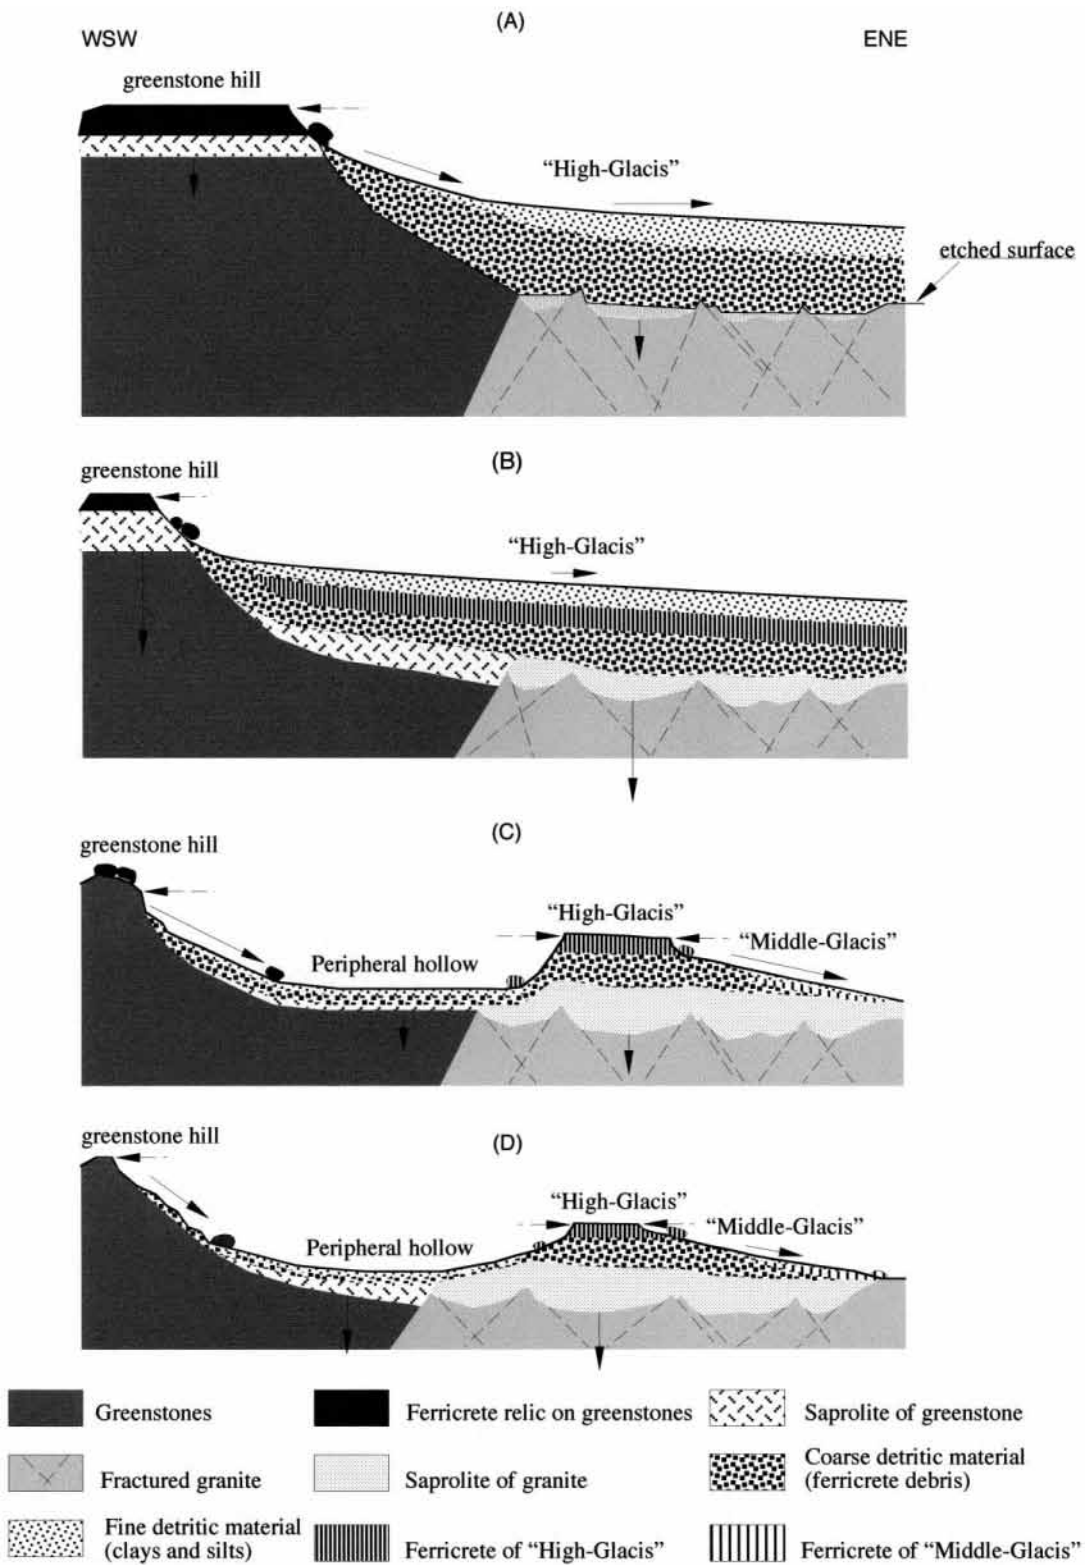 (A)
WSW
ENE
greenstone hill
“High-Glacis”
etched surface
(B)
greenstone hill
“High-Glacis”
(C)
greenstone hill
“High-Glacis”
“Middle-Glacis”
Peripheral hollow
(D)
greenstone hill
“High-Glacis”
“Middle-Glacis”
Peripheral hollow
Greenstones
Ferricrete relic on greenstones
Saprolite of greenstone
Fractured granite
Saprolite of granite
Coarse detritic material
(ferricrete debris)
Fine detritic material
(clays and silts)
Ferricrete of “High-Glacis”
Ferricrete of “Middle-Glacis”